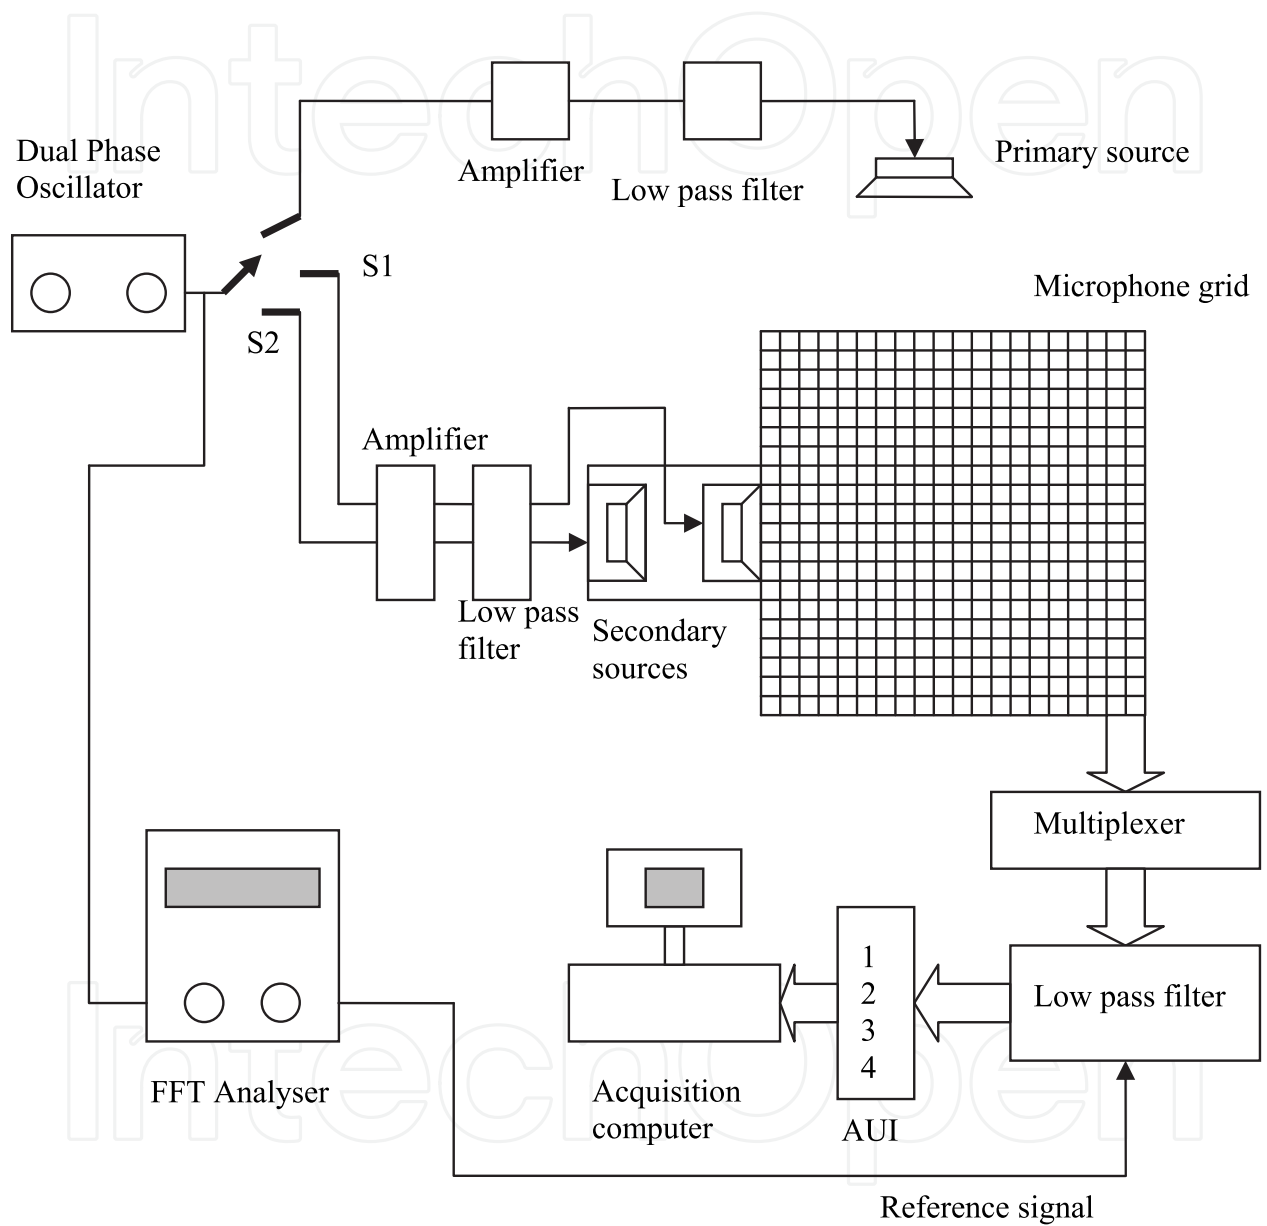 IntechOpen
Dual Phase
Oscillator
Amplifier
Low pass filter
Primary source
S1
S2
Microphone grid
Amplifier
Low pass
filter
Secondary
sources
Multiplexer
Low pass filter
1
2
3
4
AUI
Acquisition
computer
FFT Analyser
Reference signal
IntechOpen